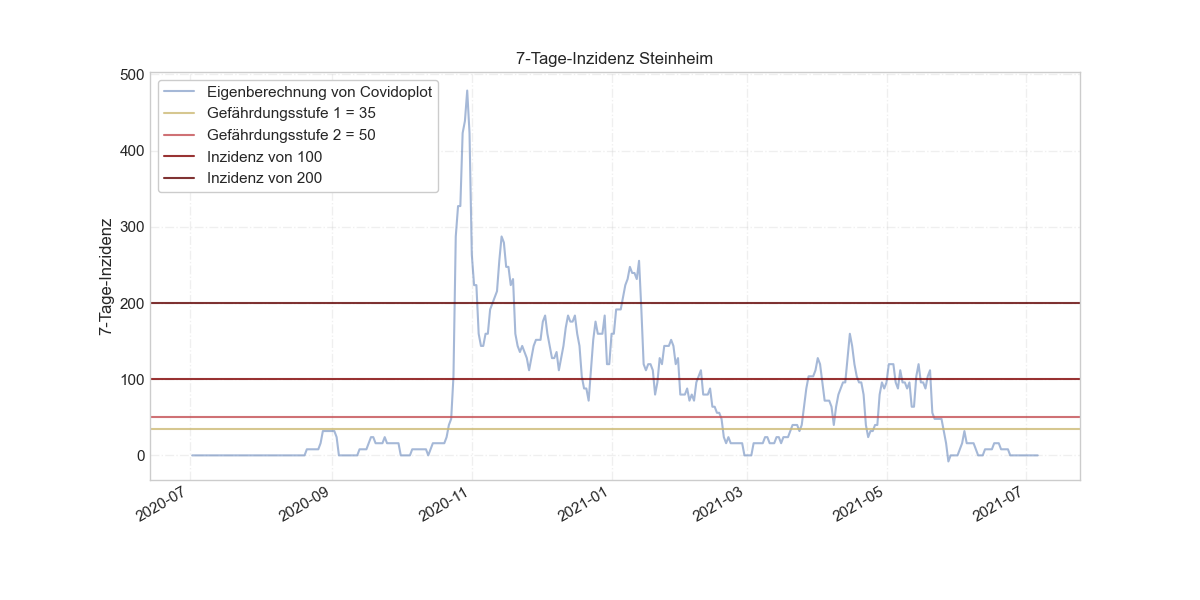 7-Tage-Inzidenz Steinheim
Eigenberechnung von Covidoplot
Gefährdungsstufe 1 = 35
Gefährdungsstufe 2 = 50
Inzidenz von 100
Inzidenz von 200
7-Tage-Inzidenz
500
400
300
200
100
0
2020-07
2020-09
2020-11
2021-01
2021-03
2021-05
2021-07